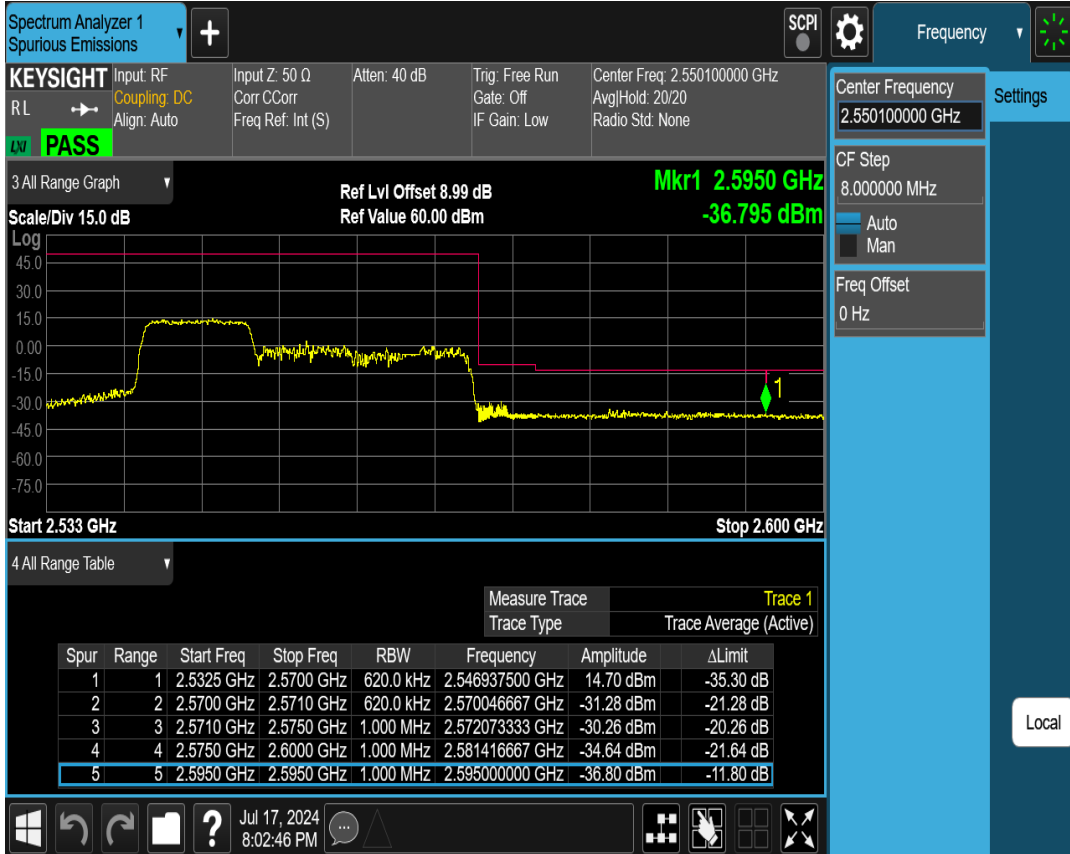 Spectrum Analyzer 1
Spurious Emissions
+
SCPI
Frequency
KEYSIGHT
RL
LXI
PASS
Input: RF
Coupling: DC
Align: Auto
Input Z: 50 Ω
Corr CCorr
Freq Ref: Int (S)
Atten: 40 dB
Trig: Free Run
Gate: Off
IF Gain: Low
Center Freq: 2.550100000 GHz
Avg|Hold: 20/20
Radio Std: None
Center Frequency
2.550100000 GHz
Settings
CF Step
8.000000 MHz
Auto
Man
Freq Offset
0 Hz
Local
3 All Range Graph
Scale/Div 15.0 dB
Ref Lvl Offset 8.99 dB
Ref Value 60.00 dBm
Mkr1 2.5950 GHz
-36.795 dBm
Log
45.0
30.0
15.0
0.00
-15.0
-30.0
-45.0
-60.0
-75.0
1
Start 2.533 GHz
Stop 2.600 GHz
4 All Range Table
Measure Trace Trace 1
Trace Type Trace Average (Active)
Spur Range Start Freq Stop Freq RBW Frequency Amplitude ΔLimit
1 1 2.5325 GHz 2.5700 GHz 620.0 kHz 2.546937500 GHz 14.70 dBm -35.30 dB
2 2 2.5700 GHz 2.5710 GHz 620.0 kHz 2.570046667 GHz -31.28 dBm -21.28 dB
3 3 2.5710 GHz 2.5750 GHz 1.000 MHz 2.572073333 GHz -30.26 dBm -20.26 dB
4 4 2.5750 GHz 2.6000 GHz 1.000 MHz 2.581416667 GHz -34.64 dBm -21.64 dB
5 5 2.5950 GHz 2.5950 GHz 1.000 MHz 2.595000000 GHz -36.80 dBm -11.80 dB
?
Jul 17, 2024
8:02:46 PM